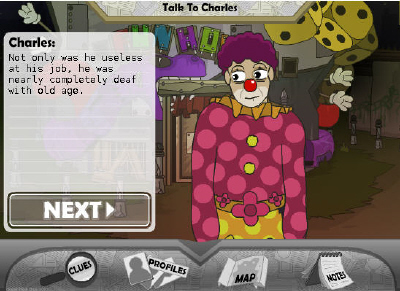 Talk To Charles
Charles:
Not only was he useless
at his job, he was
nearly completely deaf
with old age.
NEXT
CLUES
PROFILES
MAP
NOTES